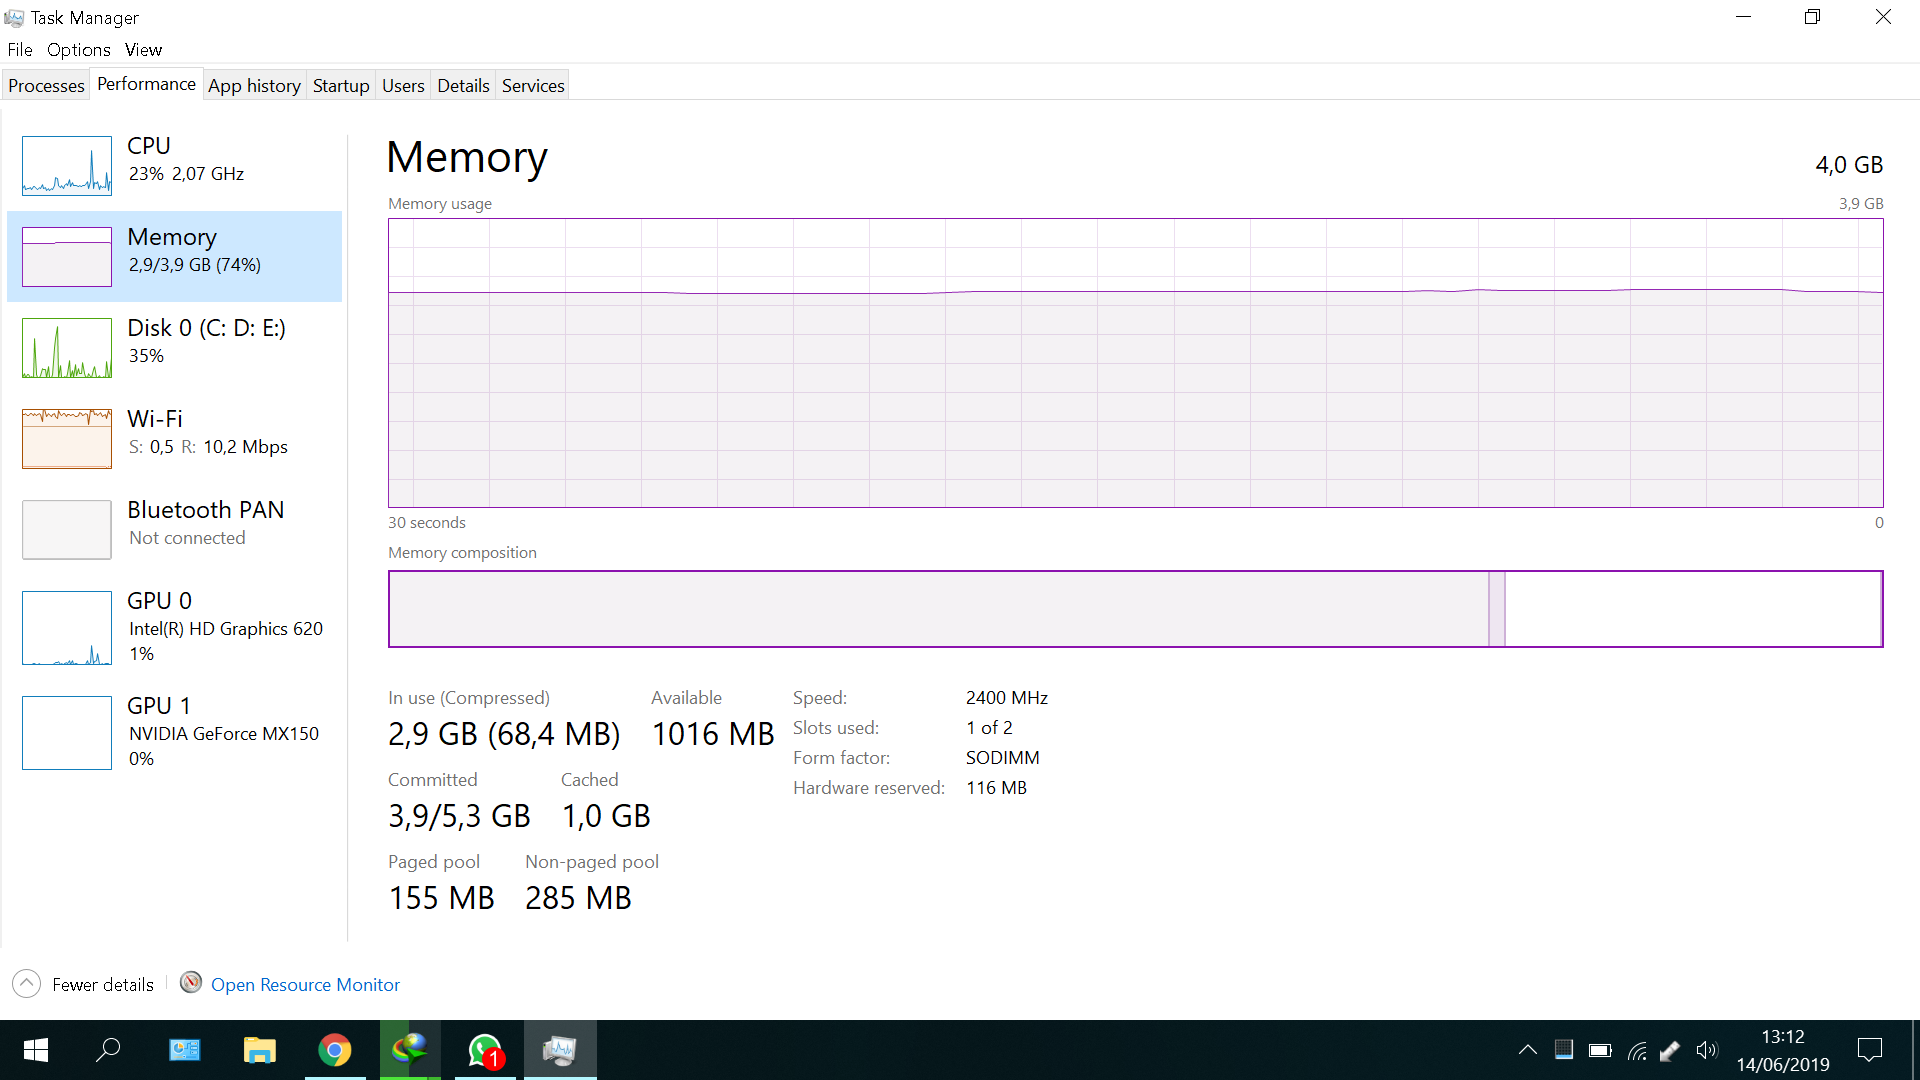 Task Manager
File Options View
Processes Performance App history Startup Users Details Services
CPU
23% 2,07 GHz
Memory
2,9/3,9 GB (74%)
Disk 0 (C: D: E:)
35%
Wi-Fi
S: 0,5 R: 10,2 Mbps
Bluetooth PAN
Not connected
GPU 0
Intel(R) HD Graphics 620
1%
GPU 1
NVIDIA GeForce MX150
0%
Memory
4,0 GB
Memory usage
3,9 GB
30 seconds
0
Memory composition
In use (Compressed)
2,9 GB (68,4 MB)
Available
1016 MB
Committed
3,9/5,3 GB
Cached
1,0 GB
Paged pool
155 MB
Non-paged pool
285 MB
Speed: 2400 MHz
Slots used: 1 of 2
Form factor: SODIMM
Hardware reserved: 116 MB
Fewer details
Open Resource Monitor
1
13:12
14/06/2019